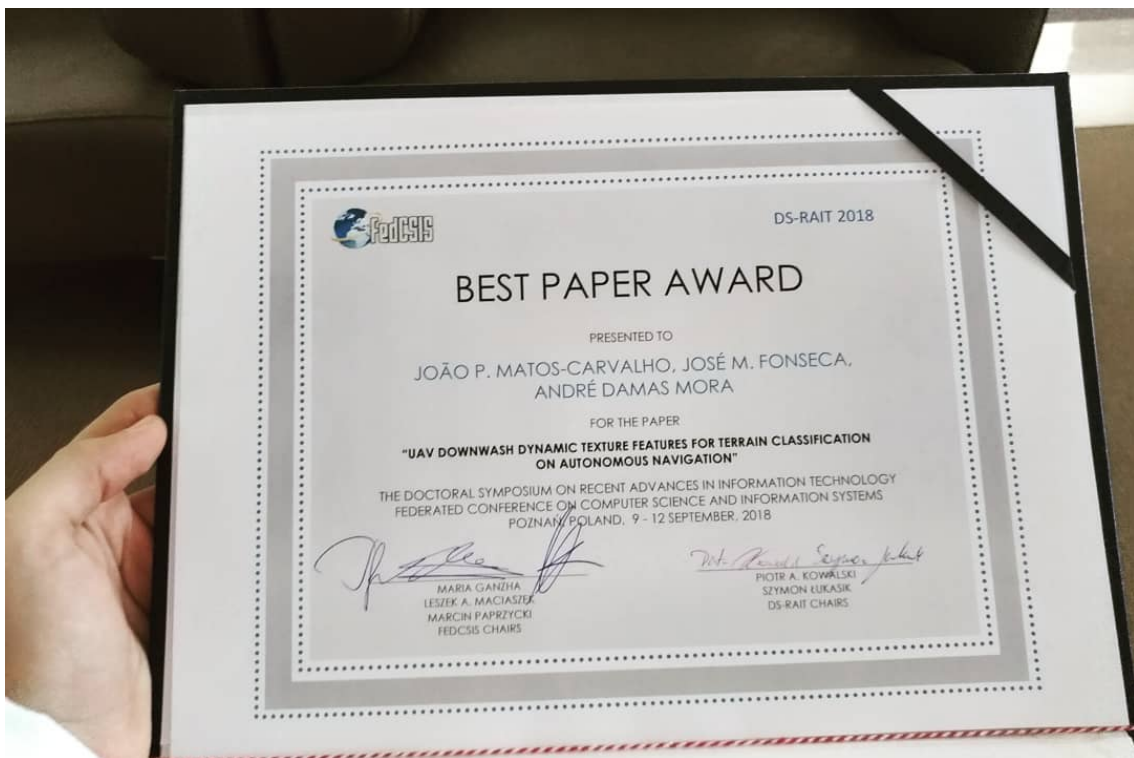 FedCSIS
DS-RAIT 2018
BEST PAPER AWARD
PRESENTED TO
JOÃO P. MATOS-CARVALHO, JOSÉ M. FONSECA,
ANDRÉ DAMAS MORA
FOR THE PAPER
"UAV DOWNWASH DYNAMIC TEXTURE FEATURES FOR TERRAIN CLASSIFICATION
ON AUTONOMOUS NAVIGATION"
THE DOCTORAL SYMPOSIUM ON RECENT ADVANCES IN INFORMATION TECHNOLOGY
FEDERATED CONFERENCE ON COMPUTER SCIENCE AND INFORMATION SYSTEMS
POZNAŃ, POLAND, 9 - 12 SEPTEMBER, 2018
MARIA GANZHA
LESZEK A. MACIASZEK
MARCIN PAPRZYCKI
FEDCSIS CHAIRS
PIOTR A. KOWALSKI
SZYMON ŁUKASIK
DS-RAIT CHAIRS